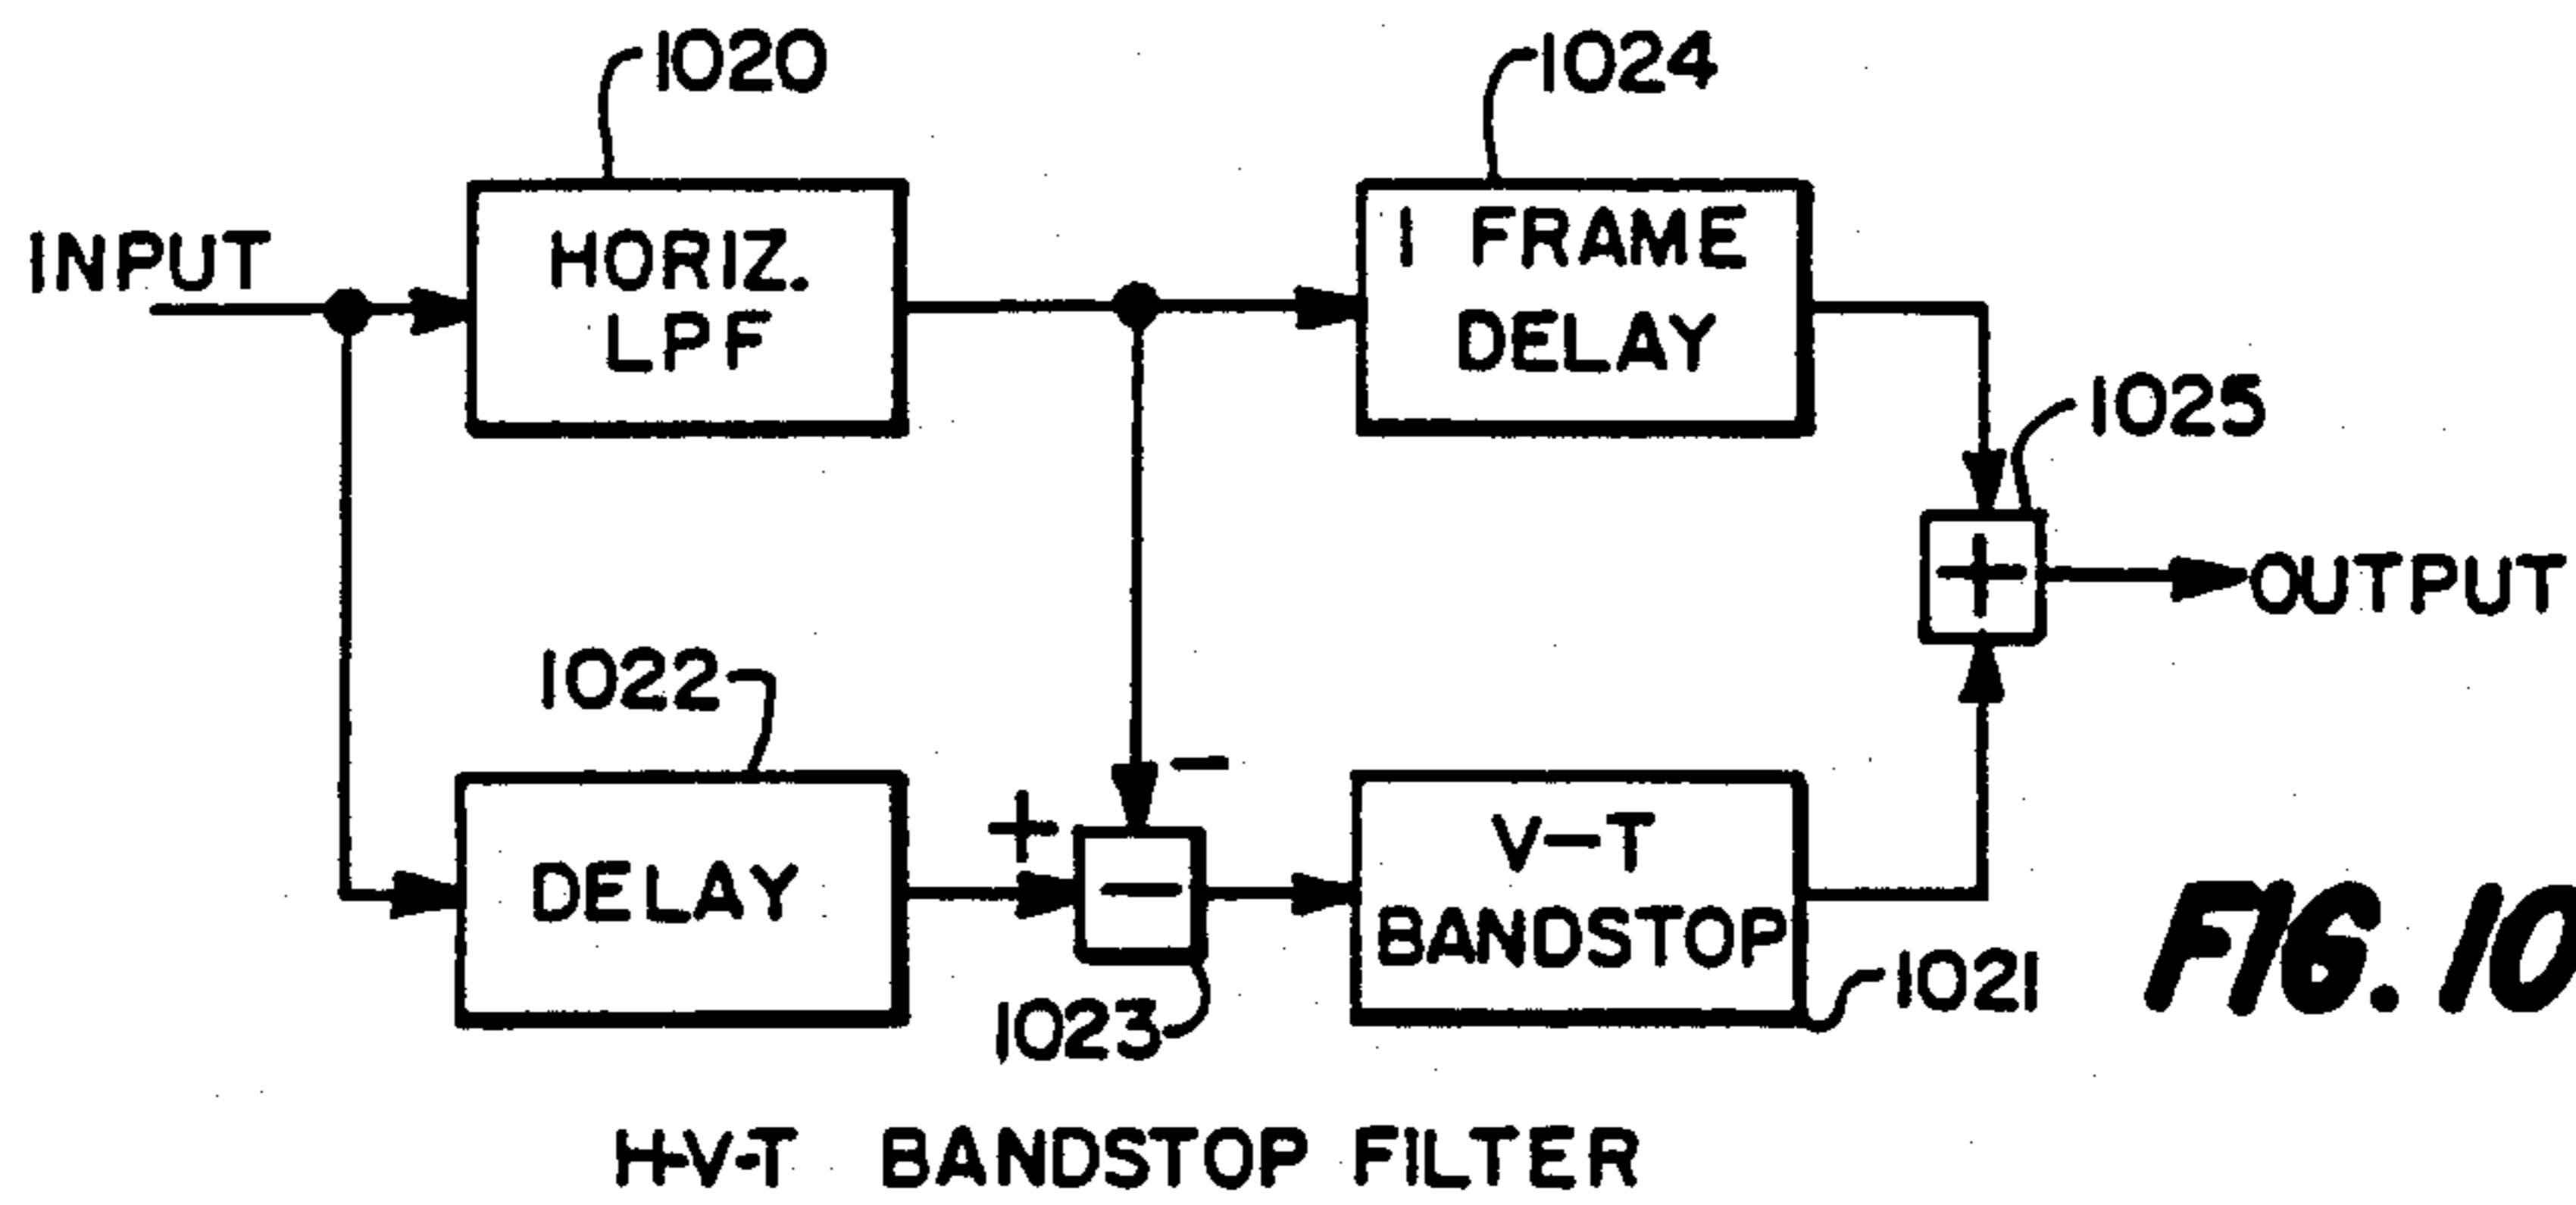 1020
1024
INPUT
HORIZ.
LPF
1 FRAME
DELAY
1025
+
OUTPUT
1022
DELAY
+
-
-
V-T
BANDSTOP
1023
1021
FIG. 10
H-V-T BANDSTOP FILTER